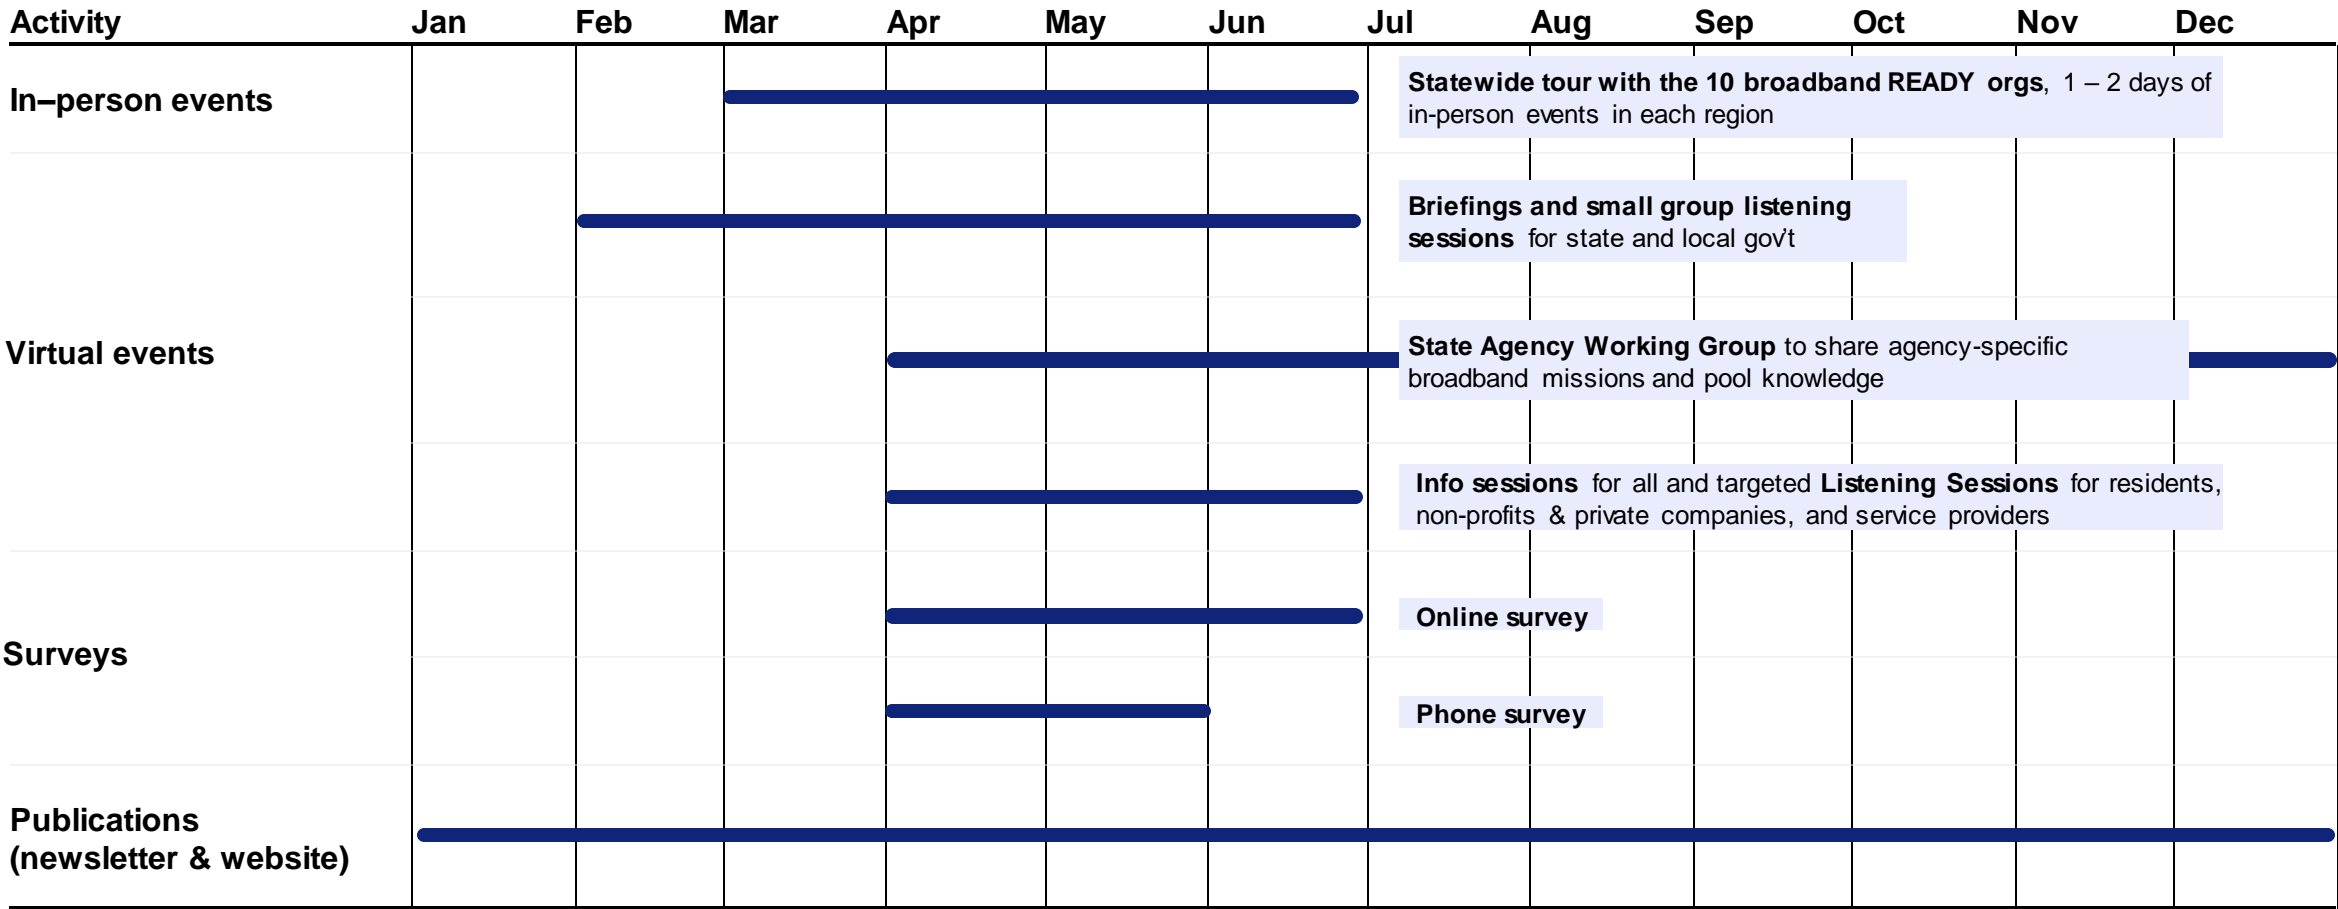 Activity Jan Feb Mar Apr May Jun Jul Aug Sep Oct Nov Dec
In–person events
Statewide tour with the 10 broadband READY orgs, 1 – 2 days of
in-person events in each region
Virtual events
Briefings and small group listening
sessions for state and local gov't
State Agency Working Group to share agency-specific
broadband missions and pool knowledge
Info sessions for all and targeted Listening Sessions for residents,
non-profits & private companies, and service providers
Surveys
Online survey
Phone survey
Publications
(newsletter & website)